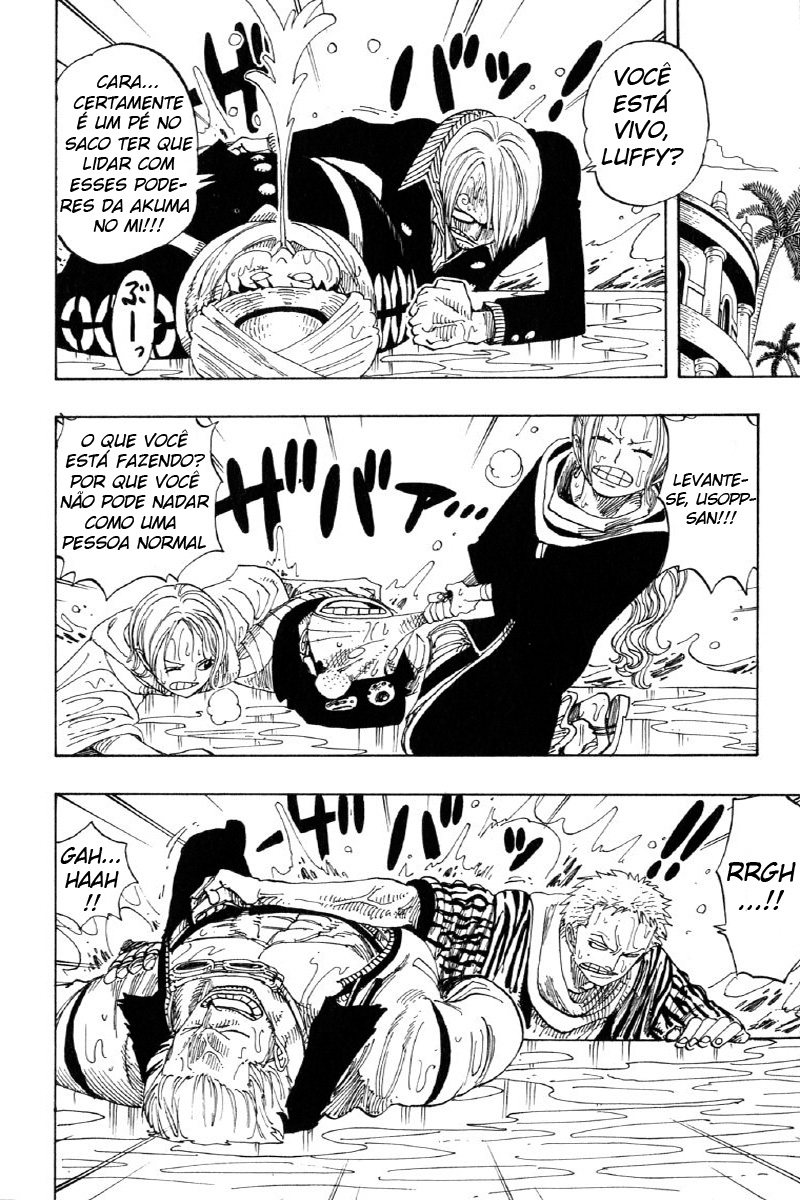 VOCÊ
ESTÁ
VIVO,
LUFFY?
バッ!!
ザ
CARA...
CERTAMENTE
É UM PÉ NO
SACO TER QUE
LIDAR COM
ESSES PODE-
RES DA AKUMA
NO MI!!!
ぶーっ
LEVANTE-
SE, USOPP-
SAN!!!
ザバァ...
O QUE VOCÊ
ESTÁ FAZENDO?
POR QUE VOCÊ
NÃO PODE NADAR
COMO UMA
PESSOA NORMAL
RRGH
...!!
GAH...
HAAH
!!